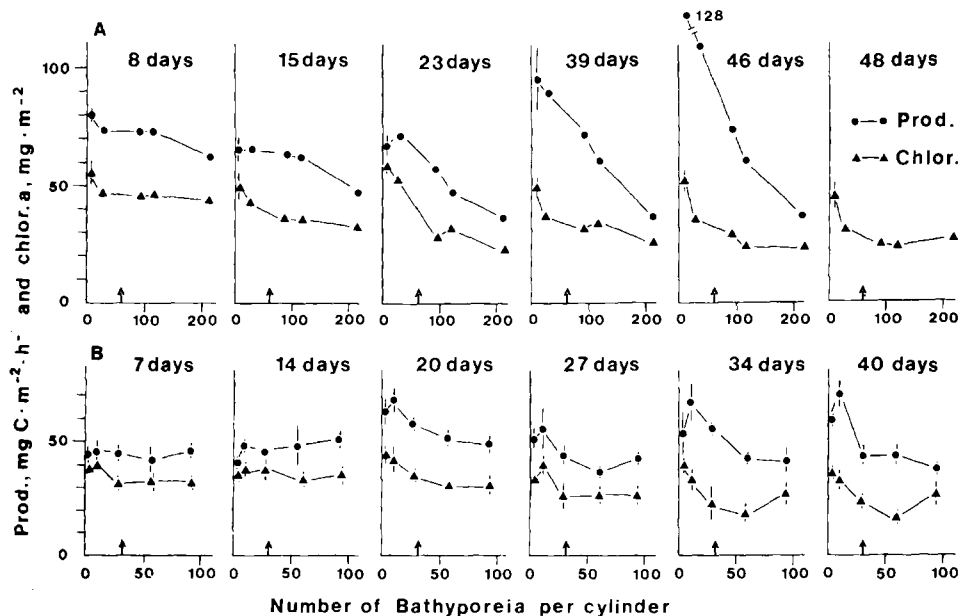 A
8 days
15 days
23 days
39 days
46 days
48 days
128
Prod.
Chlor.
100
50
0
0 100 200
0 100 200
0 100 200
0 100 200
0 100 200
0 100 200
Prod., mg C · m⁻² · h⁻ and chlor. a, mg · m⁻²
B
7 days
14 days
20 days
27 days
34 days
40 days
50
0
0 50 100
0 50 100
0 50 100
0 50 100
0 50 100
0 50 100
Number of Bathyporeia per cylinder